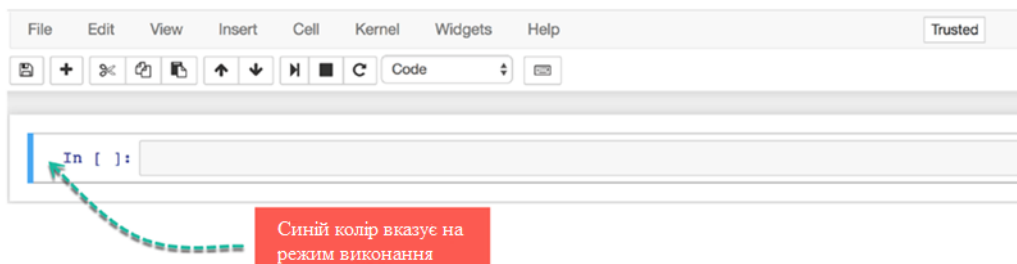 File Edit View Insert Cell Kernel Widgets Help Trusted
Code
In [ ]:
Синій колір вказує на
режим виконання